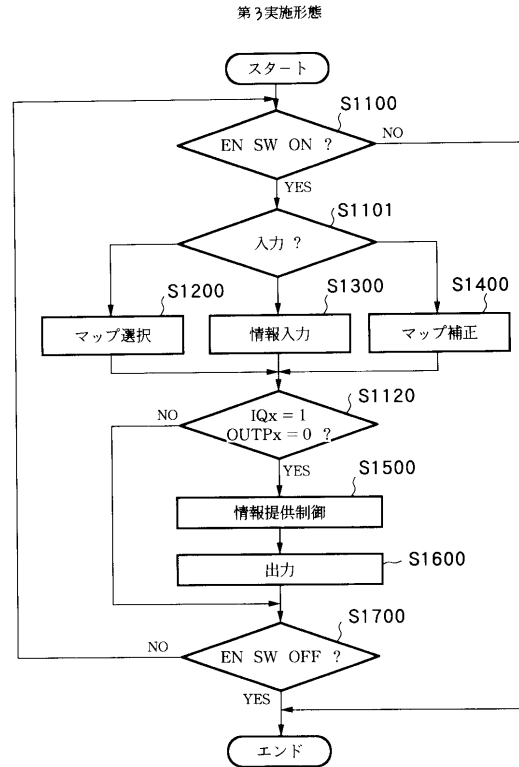 第3実施形態
スタート
S1100
EN SW ON ?
NO
YES
S1101
入力 ?
S1200
マップ選択
S1300
情報入力
S1400
マップ補正
S1120
IQx = 1
OUTPx = 0 ?
NO
YES
S1500
情報提供制御
S1600
出力
S1700
EN SW OFF ?
NO
YES
エンド